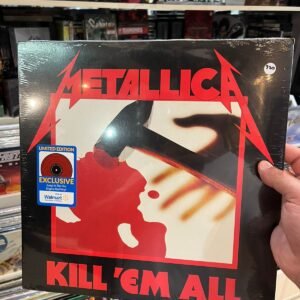 METALLICA
LIMITED EDITION
EXCLUSIVE
Walmart
KILL 'EM ALL